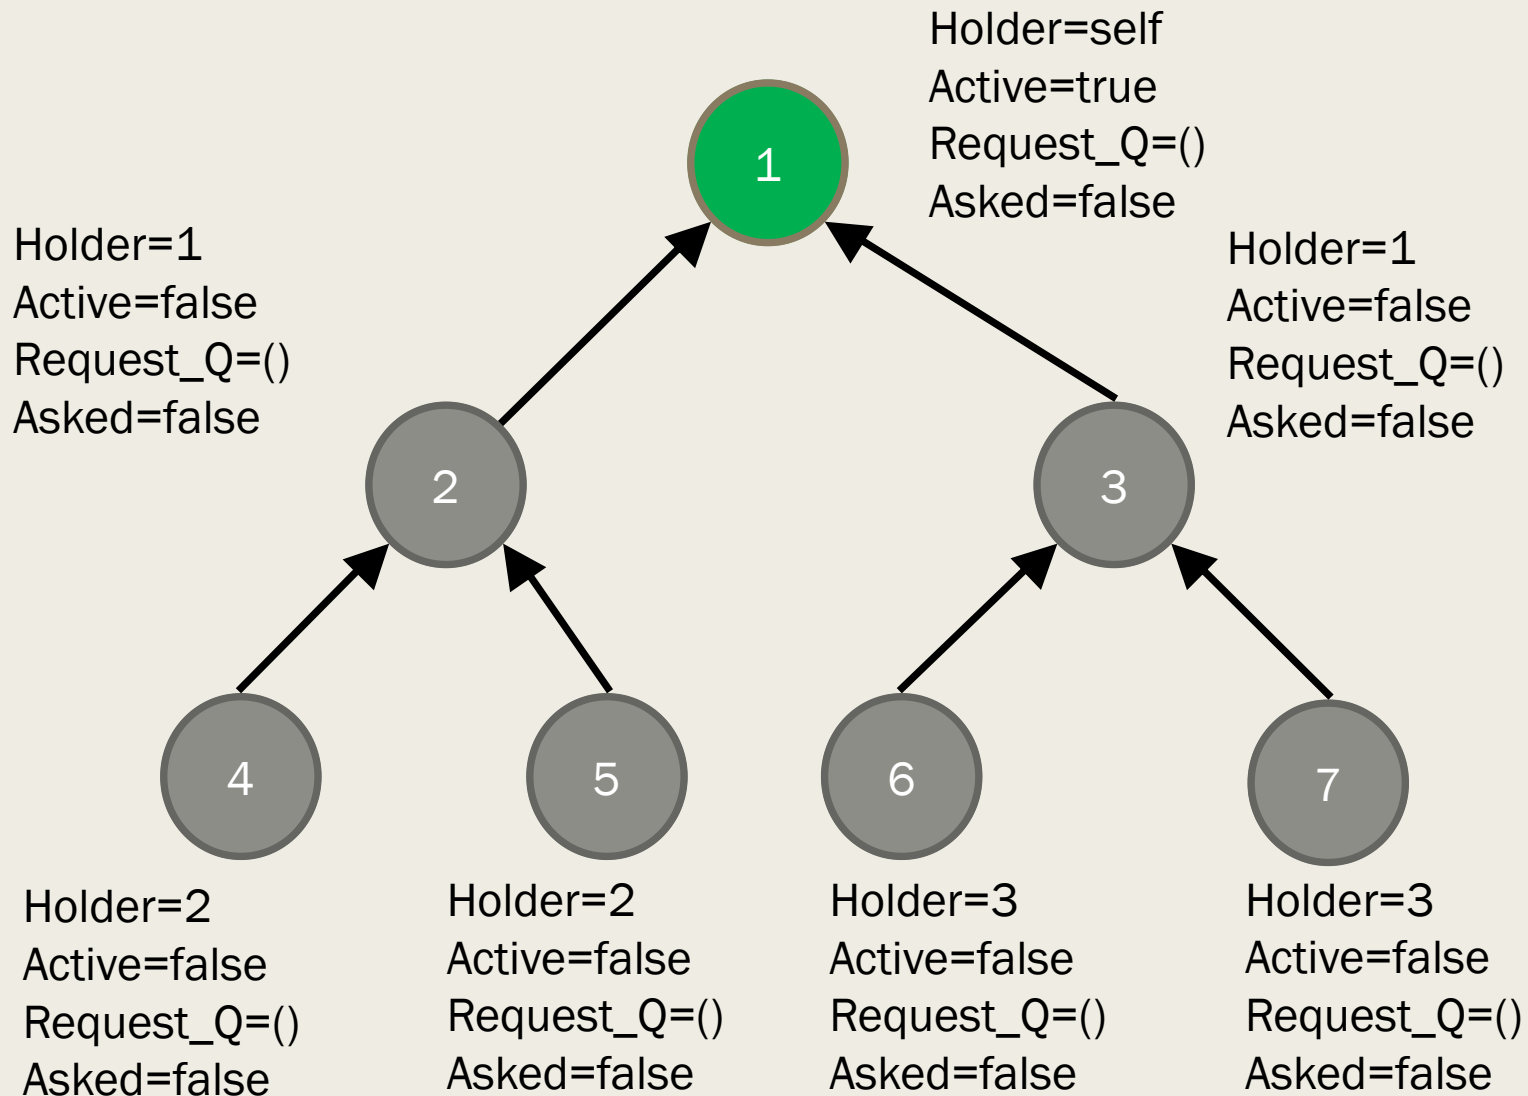 Holder=self
Active=true
Request_Q=()
Asked=false
1
Holder=1
Active=false
Request_Q=()
Asked=false
Holder=1
Active=false
Request_Q=()
Asked=false
2
3
4
5
6
7
Holder=2
Active=false
Request_Q=()
Asked=false
Holder=2
Active=false
Request_Q=()
Asked=false
Holder=3
Active=false
Request_Q=()
Asked=false
Holder=3
Active=false
Request_Q=()
Asked=false